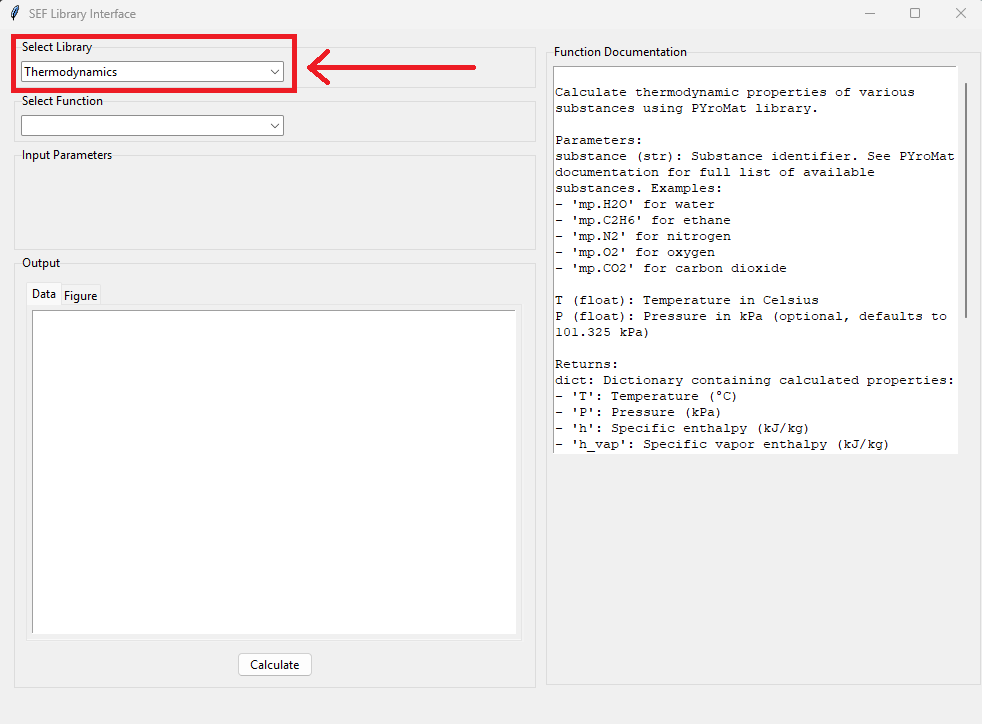 SEF Library Interface
Select Library
Thermodynamics
Select Function
Input Parameters
Output
Data
Figure
Calculate
Function Documentation
Calculate thermodynamic properties of various
substances using PYroMat library.
Parameters:
substance (str): Substance identifier. See PYroMat
documentation for full list of available
substances. Examples:
- 'mp.H2O' for water
- 'mp.C2H6' for ethane
- 'mp.N2' for nitrogen
- 'mp.O2' for oxygen
- 'mp.CO2' for carbon dioxide
T (float): Temperature in Celsius
P (float): Pressure in kPa (optional, defaults to
101.325 kPa)
Returns:
dict: Dictionary containing calculated properties:
- 'T': Temperature (°C)
- 'P': Pressure (kPa)
- 'h': Specific enthalpy (kJ/kg)
- 'h_vap': Specific vapor enthalpy (kJ/kg)